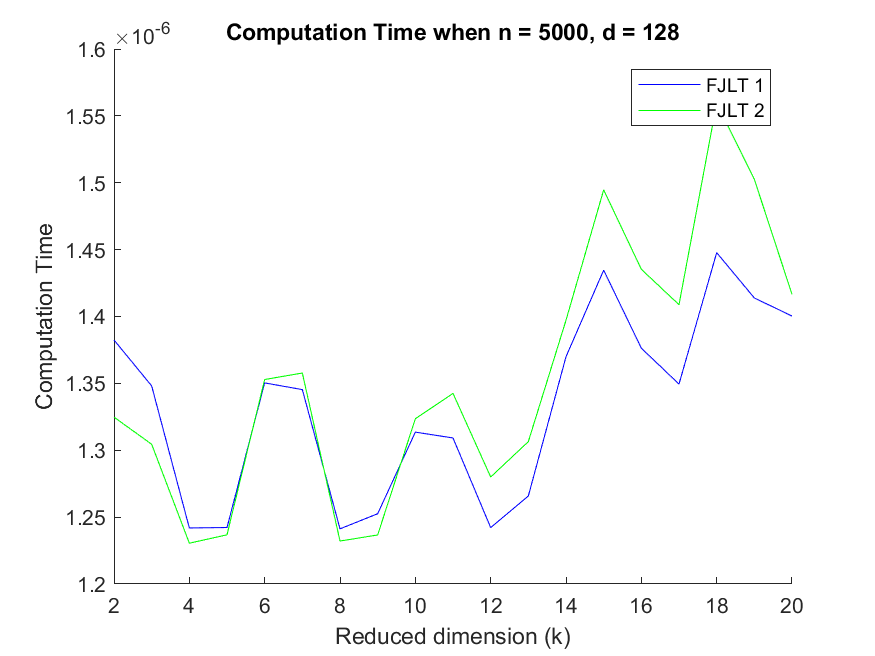 Computation Time when n = 5000, d = 128
×10-6
1.6
1.55
1.5
1.45
1.4
1.35
1.3
1.25
1.2
Computation Time
FJLT 1
FJLT 2
2 4 6 8 10 12 14 16 18 20
Reduced dimension (k)